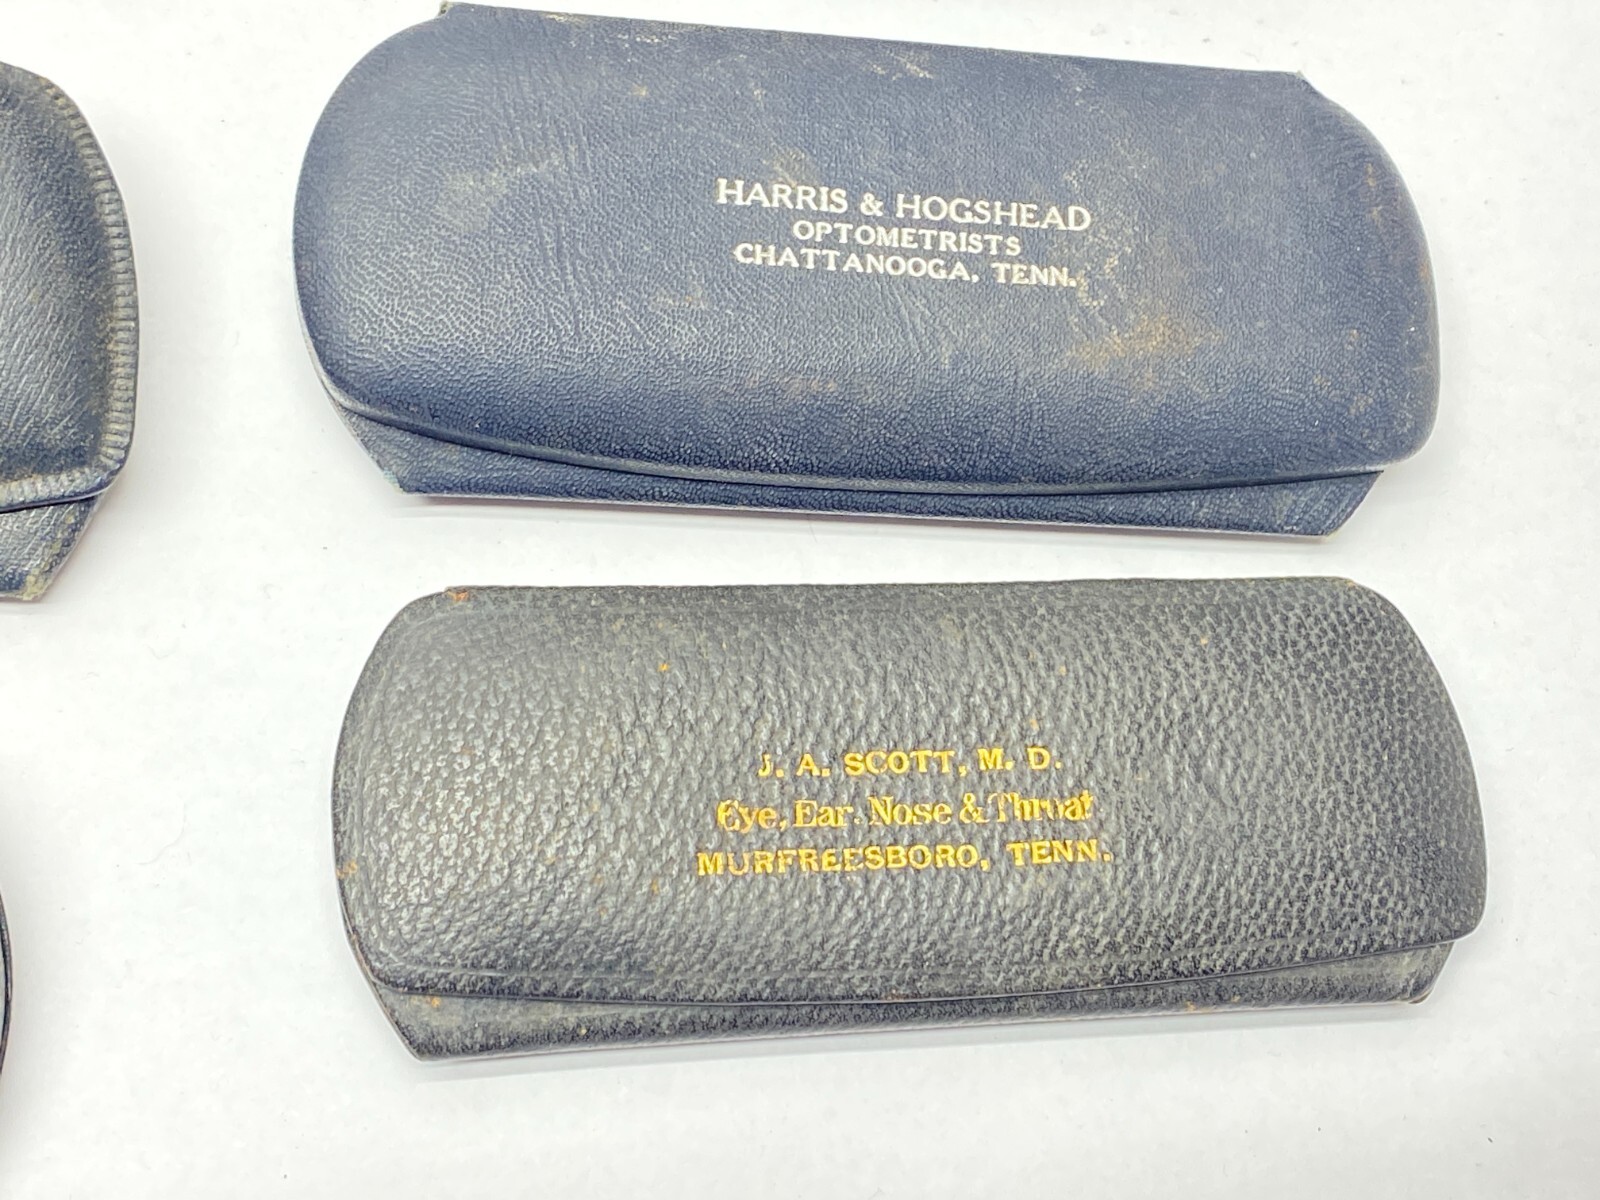 HARRIS & HOGSHEAD
OPTOMETRISTS
CHATTANOOGA, TENN.
J. A. SCOTT, M. D.
Eye, Ear. Nose & Throat
MURFREESBORO, TENN.